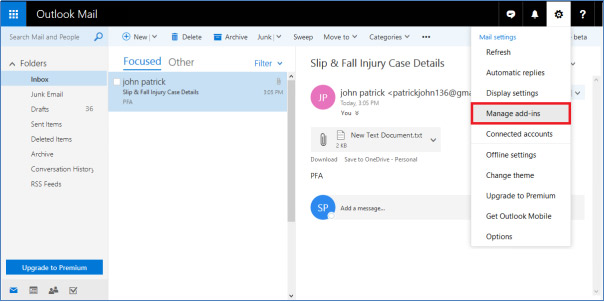 Outlook Mail
?
Search Mail and People
New
Delete
Archive
Junk
Sweep
Move to
Categories
•••
beta
Folders
Inbox
Junk Email
Drafts 36
Sent Items
Deleted Items
Archive
Conversation History
RSS Feeds
Upgrade to Premium
Focused Other
Filter
john patrick
Slip & Fall Injury Case Details 3:05 PM
PFA
Slip & Fall Injury Case Details
JP
john patrick <patrickjohn136@gma
Today, 3:05 PM
You
New Text Document.txt
2 KB
Download Save to OneDrive - Personal
PFA
SP
Add a message...
Mail settings
Refresh
Automatic replies
Display settings
Manage add-ins
Connected accounts
Offline settings
Change theme
Upgrade to Premium
Get Outlook Mobile
Options